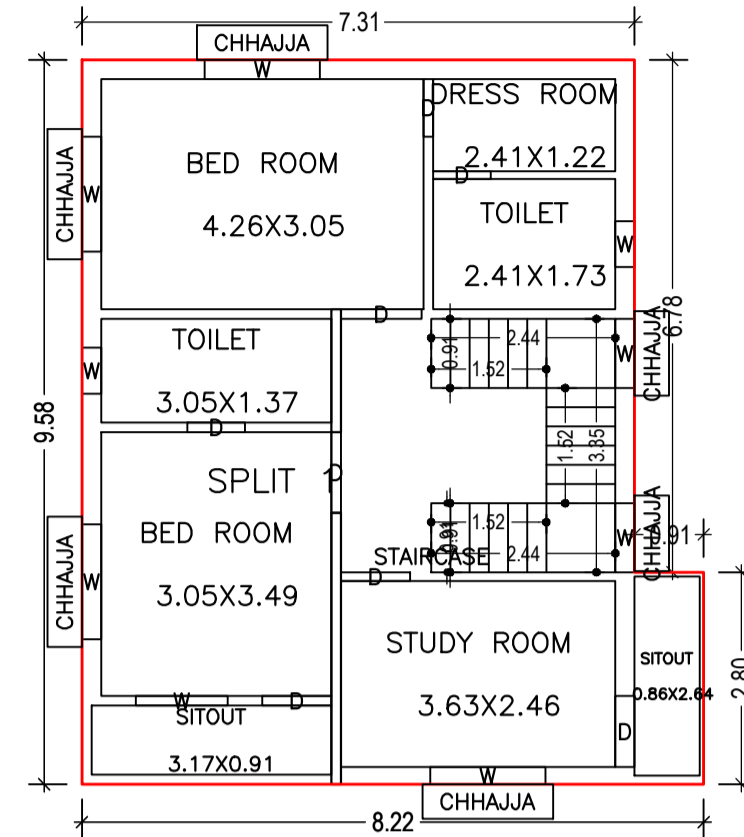 7.31
CHHAJJA
W
D
DRESS ROOM
2.41X1.22
BED ROOM
4.26X3.05
CHHAJJA
W
D
TOILET
2.41X1.73
W
6.78
D
TOILET
3.05X1.37
W
D
2.44
0.91
1.52
W
CHHAJJA
9.58
1.52
3.35
SPLIT 1
D
BED ROOM
3.05X3.49
CHHAJJA
W
1.52
0.91
2.44
W
CHHAJJA
0.91
STAIRCASE
D
STUDY ROOM
3.63X2.46
SITOUT
0.86X2.64
2.80
D
W
D
SITOUT
3.17X0.91
W
CHHAJJA
8.22